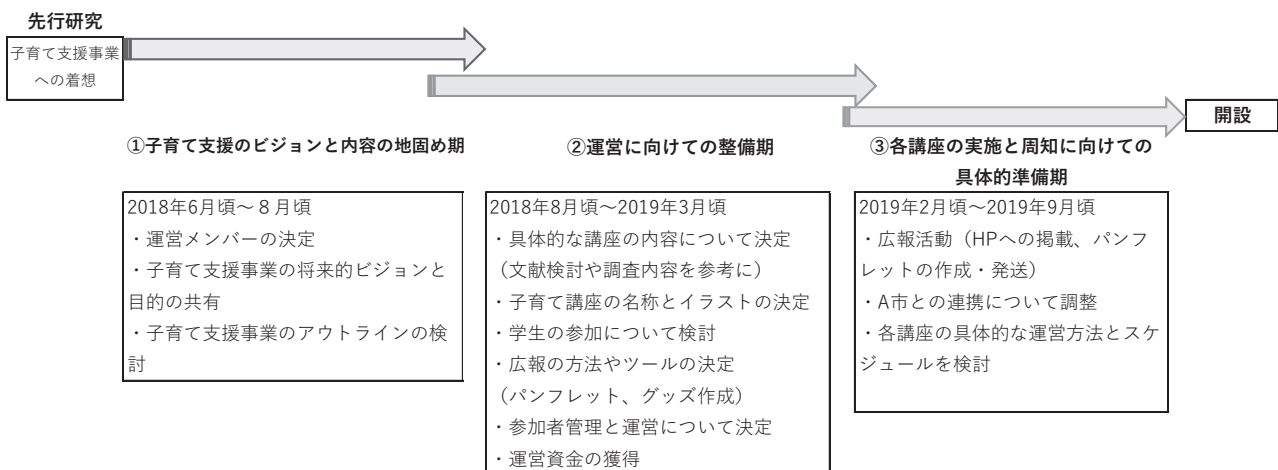 先行研究
子育て支援事業
への着想
開設
①子育て支援のビジョンと内容の地固め期
2018年6月頃～８月頃
・運営メンバーの決定
・子育て支援事業の将来的ビジョンと
目的の共有
・子育て支援事業のアウトラインの検
討
②運営に向けての整備期
2018年8月頃～2019年3月頃
・具体的な講座の内容について決定
（文献検討や調査内容を参考に）
・子育て講座の名称とイラストの決定
・学生の参加について検討
・広報の方法やツールの決定
（パンフレット、グッズ作成）
・参加者管理と運営について決定
・運営資金の獲得
③各講座の実施と周知に向けての
具体的準備期
2019年2月頃～2019年9月頃
・広報活動（HPへの掲載、パンフ
レットの作成・発送）
・A市との連携について調整
・各講座の具体的な運営方法とスケ
ジュールを検討